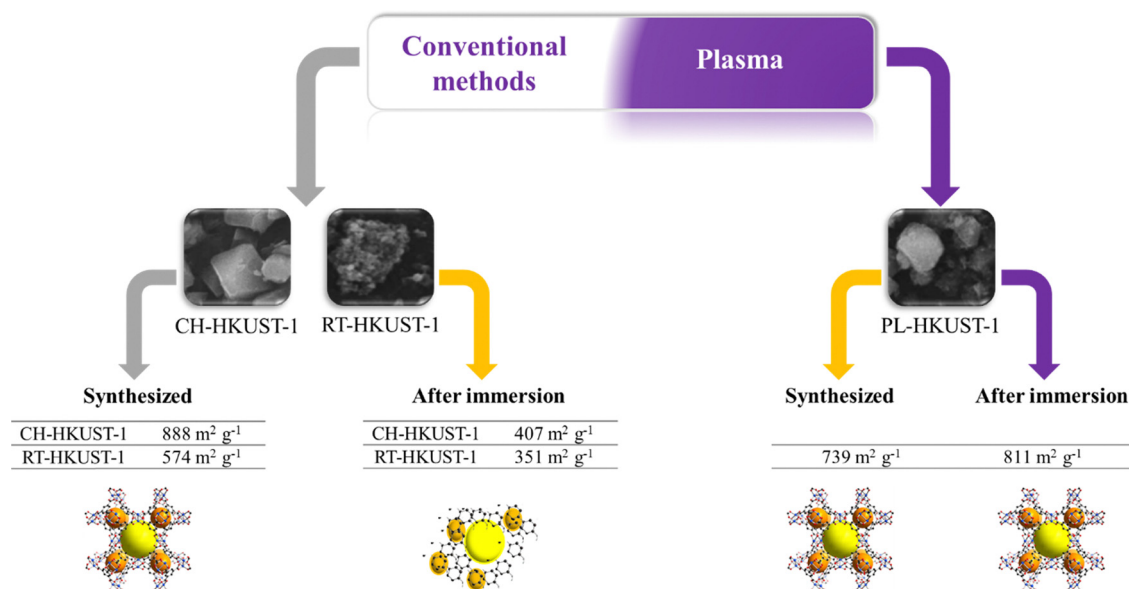 Conventional
methods
Plasma
CH-HKUST-1
RT-HKUST-1
PL-HKUST-1
Synthesized
CH-HKUST-1 888 m² g⁻¹
RT-HKUST-1 574 m² g⁻¹
After immersion
CH-HKUST-1 407 m² g⁻¹
RT-HKUST-1 351 m² g⁻¹
Synthesized After immersion
739 m² g⁻¹ 811 m² g⁻¹